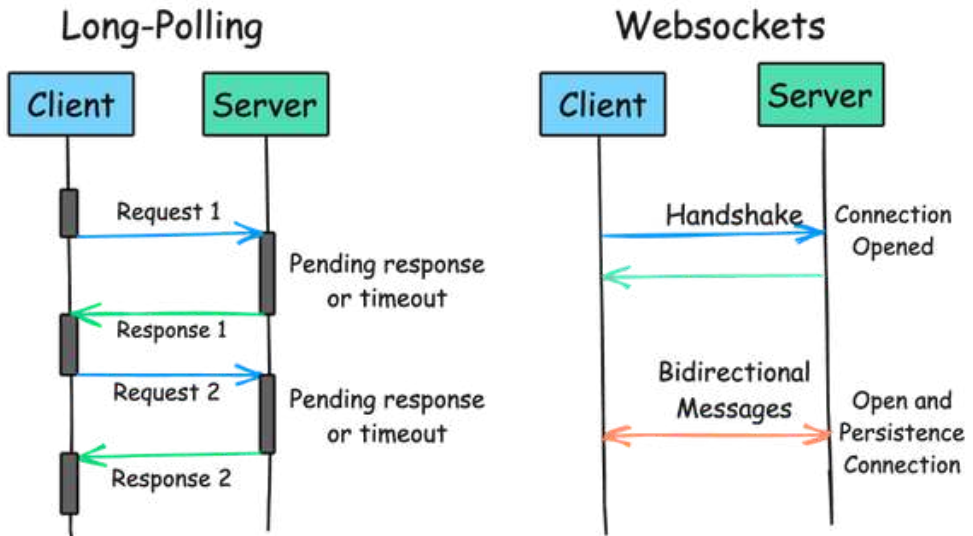 Long-Polling
Client
Server
Request 1
Pending response
or timeout
Response 1
Request 2
Pending response
or timeout
Response 2
Websockets
Client
Server
Handshake
Connection
Opened
Bidirectional
Messages
Open and
Persistence
Connection